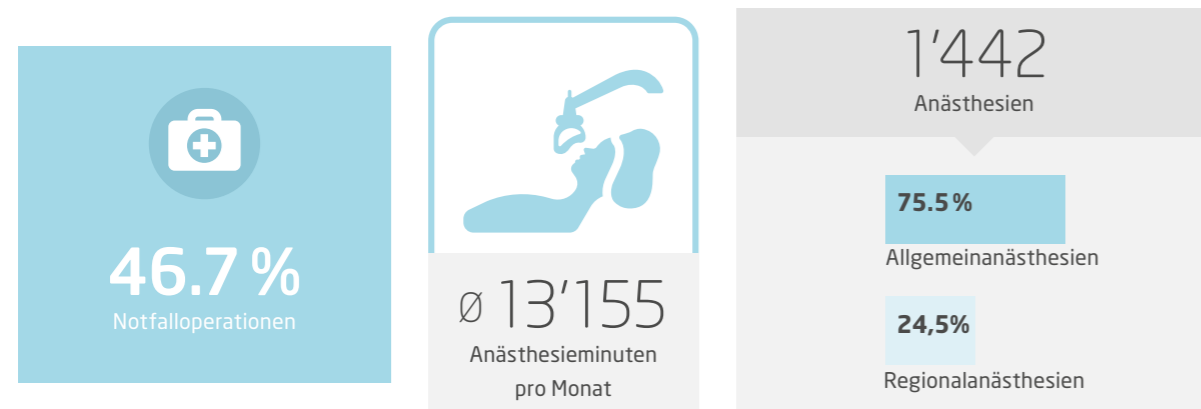 46.7 %
Notfalloperationen
Ø 13’155
Anästhesieminuten
pro Monat
1’442
Anästhesien
75.5 %
Allgemeinanästhesien
24,5%
Regionalanästhesien